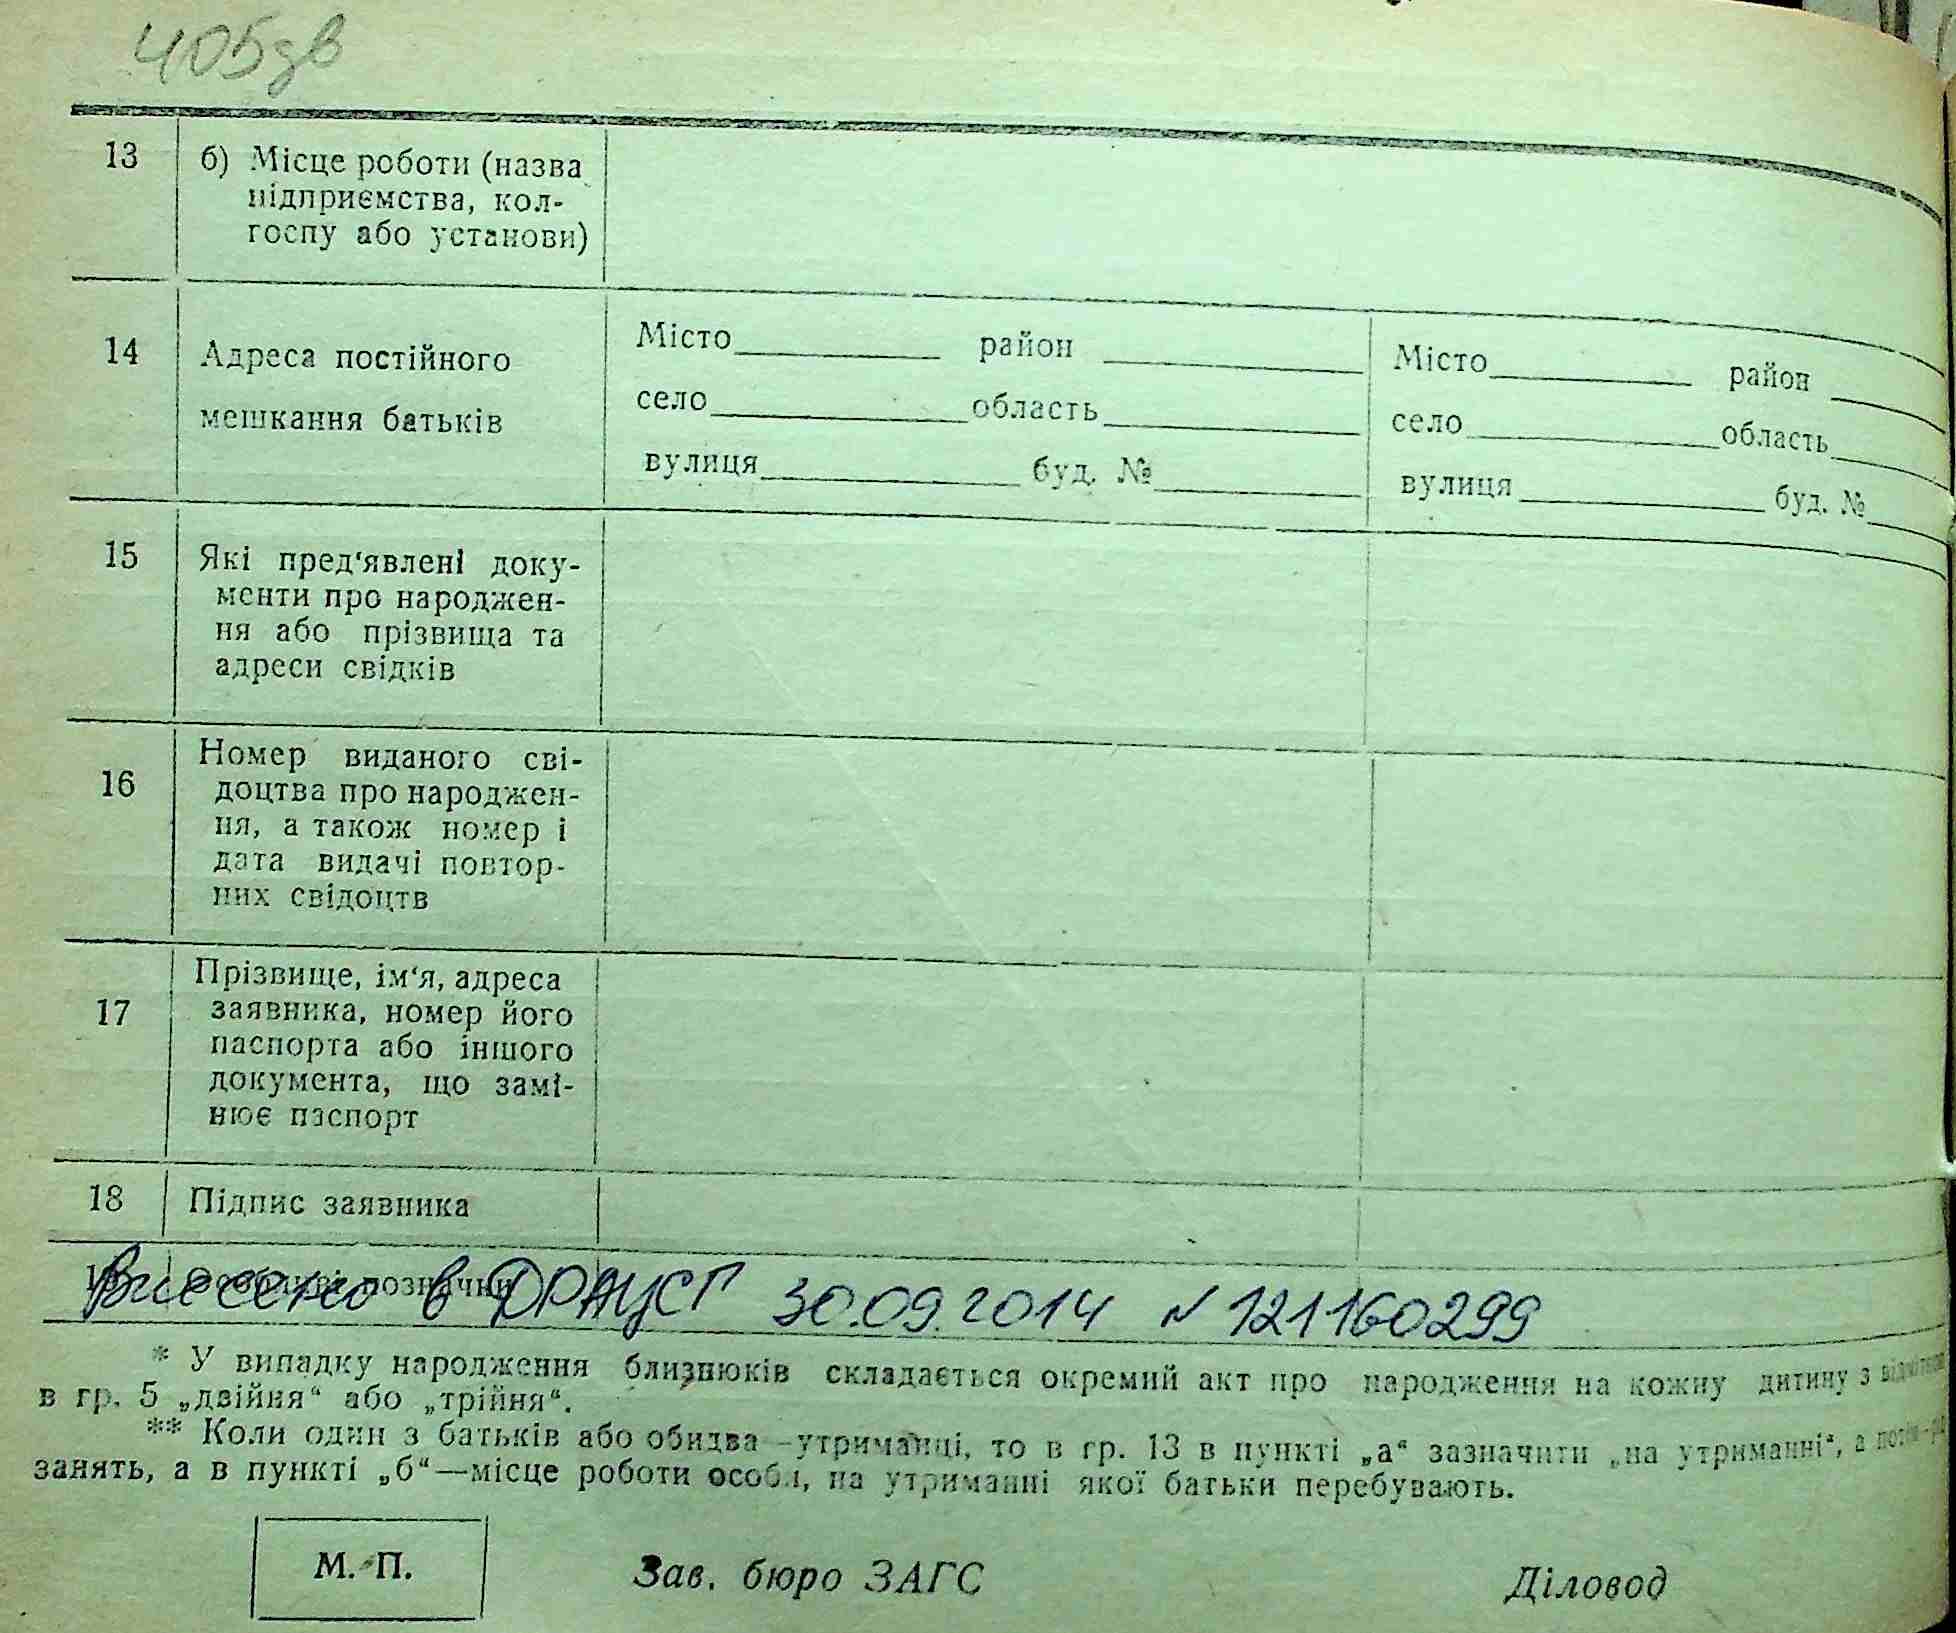 405зв
13 б) Місце роботи (назва
підприємства, кол-
госпу або установи)
14 Адреса постійного
мешкання батьків
Місто район
село область
вулиця буд. №
Місто район
село область
вулиця буд. №
15 Які пред‘явлені доку-
менти про народжен-
ня або прізвища та
адреси свідків
16 Номер виданого сві-
доцтва про народжен-
ня, а також номер і
дата видачі повтор-
них свідоцтв
17 Прізвище, ім‘я, адреса
заявника, номер його
паспорта або іншого
документа, що замі-
нює паспорт
18 Підпис заявника
Особливі позначки
Внесено в ДРАЦСГ 30.09.2014 № 121160299
* У випадку народження близнюків складається окремий акт про народження на кожну дитину з
в гр. 5 „двійня“ або „трійня“.
** Коли один з батьків або обидва –утриманці, то в гр. 13 в пункті „а“ зазначити „на утриманні“, а потім
занять, а в пункті „б“—місце роботи особи, на утриманні якої батьки перебувають.
М. П.
Зав. бюро ЗАГС
Діловод